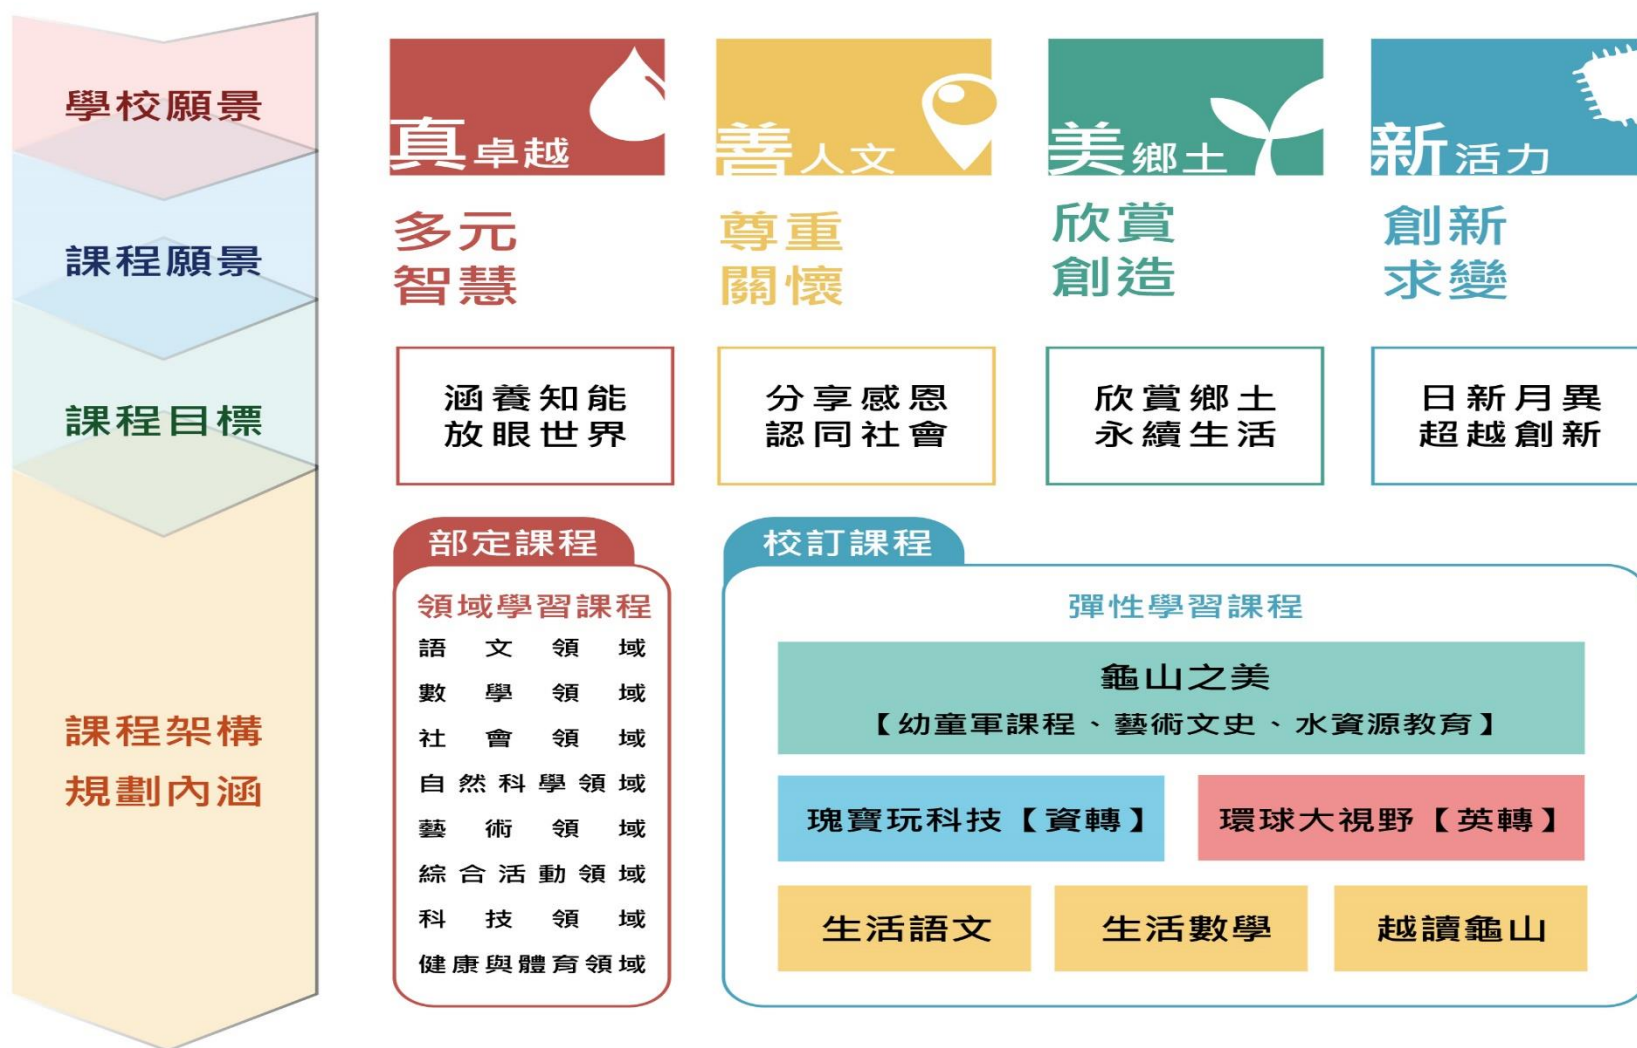 學校願景
真卓越
善人文
美鄉土
新活力
課程願景
多元
智慧
尊重
關懷
欣賞
創造
創新
求變
課程目標
涵養知能
放眼世界
分享感恩
認同社會
欣賞鄉土
永續生活
日新月異
超越創新
課程架構
規劃內涵
部定課程
領域學習課程
語文領域
數學領域
社會領域
自然科學領域
藝術領域
綜合活動領域
科技領域
健康與體育領域
校訂課程
彈性學習課程
龜山之美
【幼童軍課程、藝術文史、水資源教育】
瑰寶玩科技【資轉】
環球大視野【英轉】
生活語文
生活數學
越讀龜山